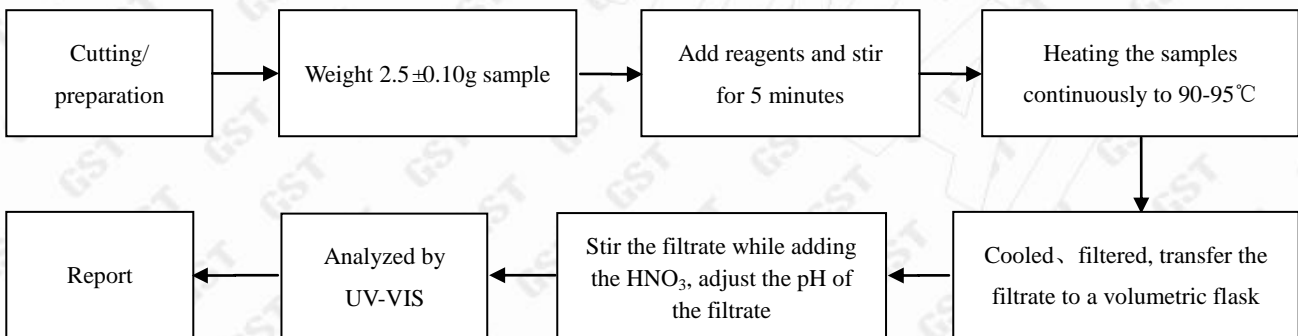 Cutting/
preparation
Weight 2.5±0.10g sample
Add reagents and stir
for 5 minutes
Heating the samples
continuously to 90-95℃
Cooled、filtered, transfer the
filtrate to a volumetric flask
Stir the filtrate while adding
the HNO₃, adjust the pH of
the filtrate
Analyzed by
UV-VIS
Report
GST